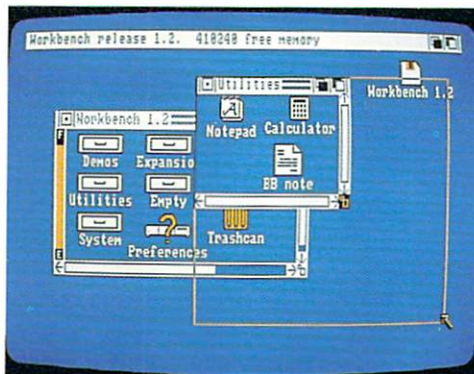 Workbench release 1.2. 410240 free memory
Utilities
Workbench 1.2
Notepad Calculator
Workbench 1.2
F
Demos Expansio
BB note
Utilities Empty
System
Preferences
Trashcan
E